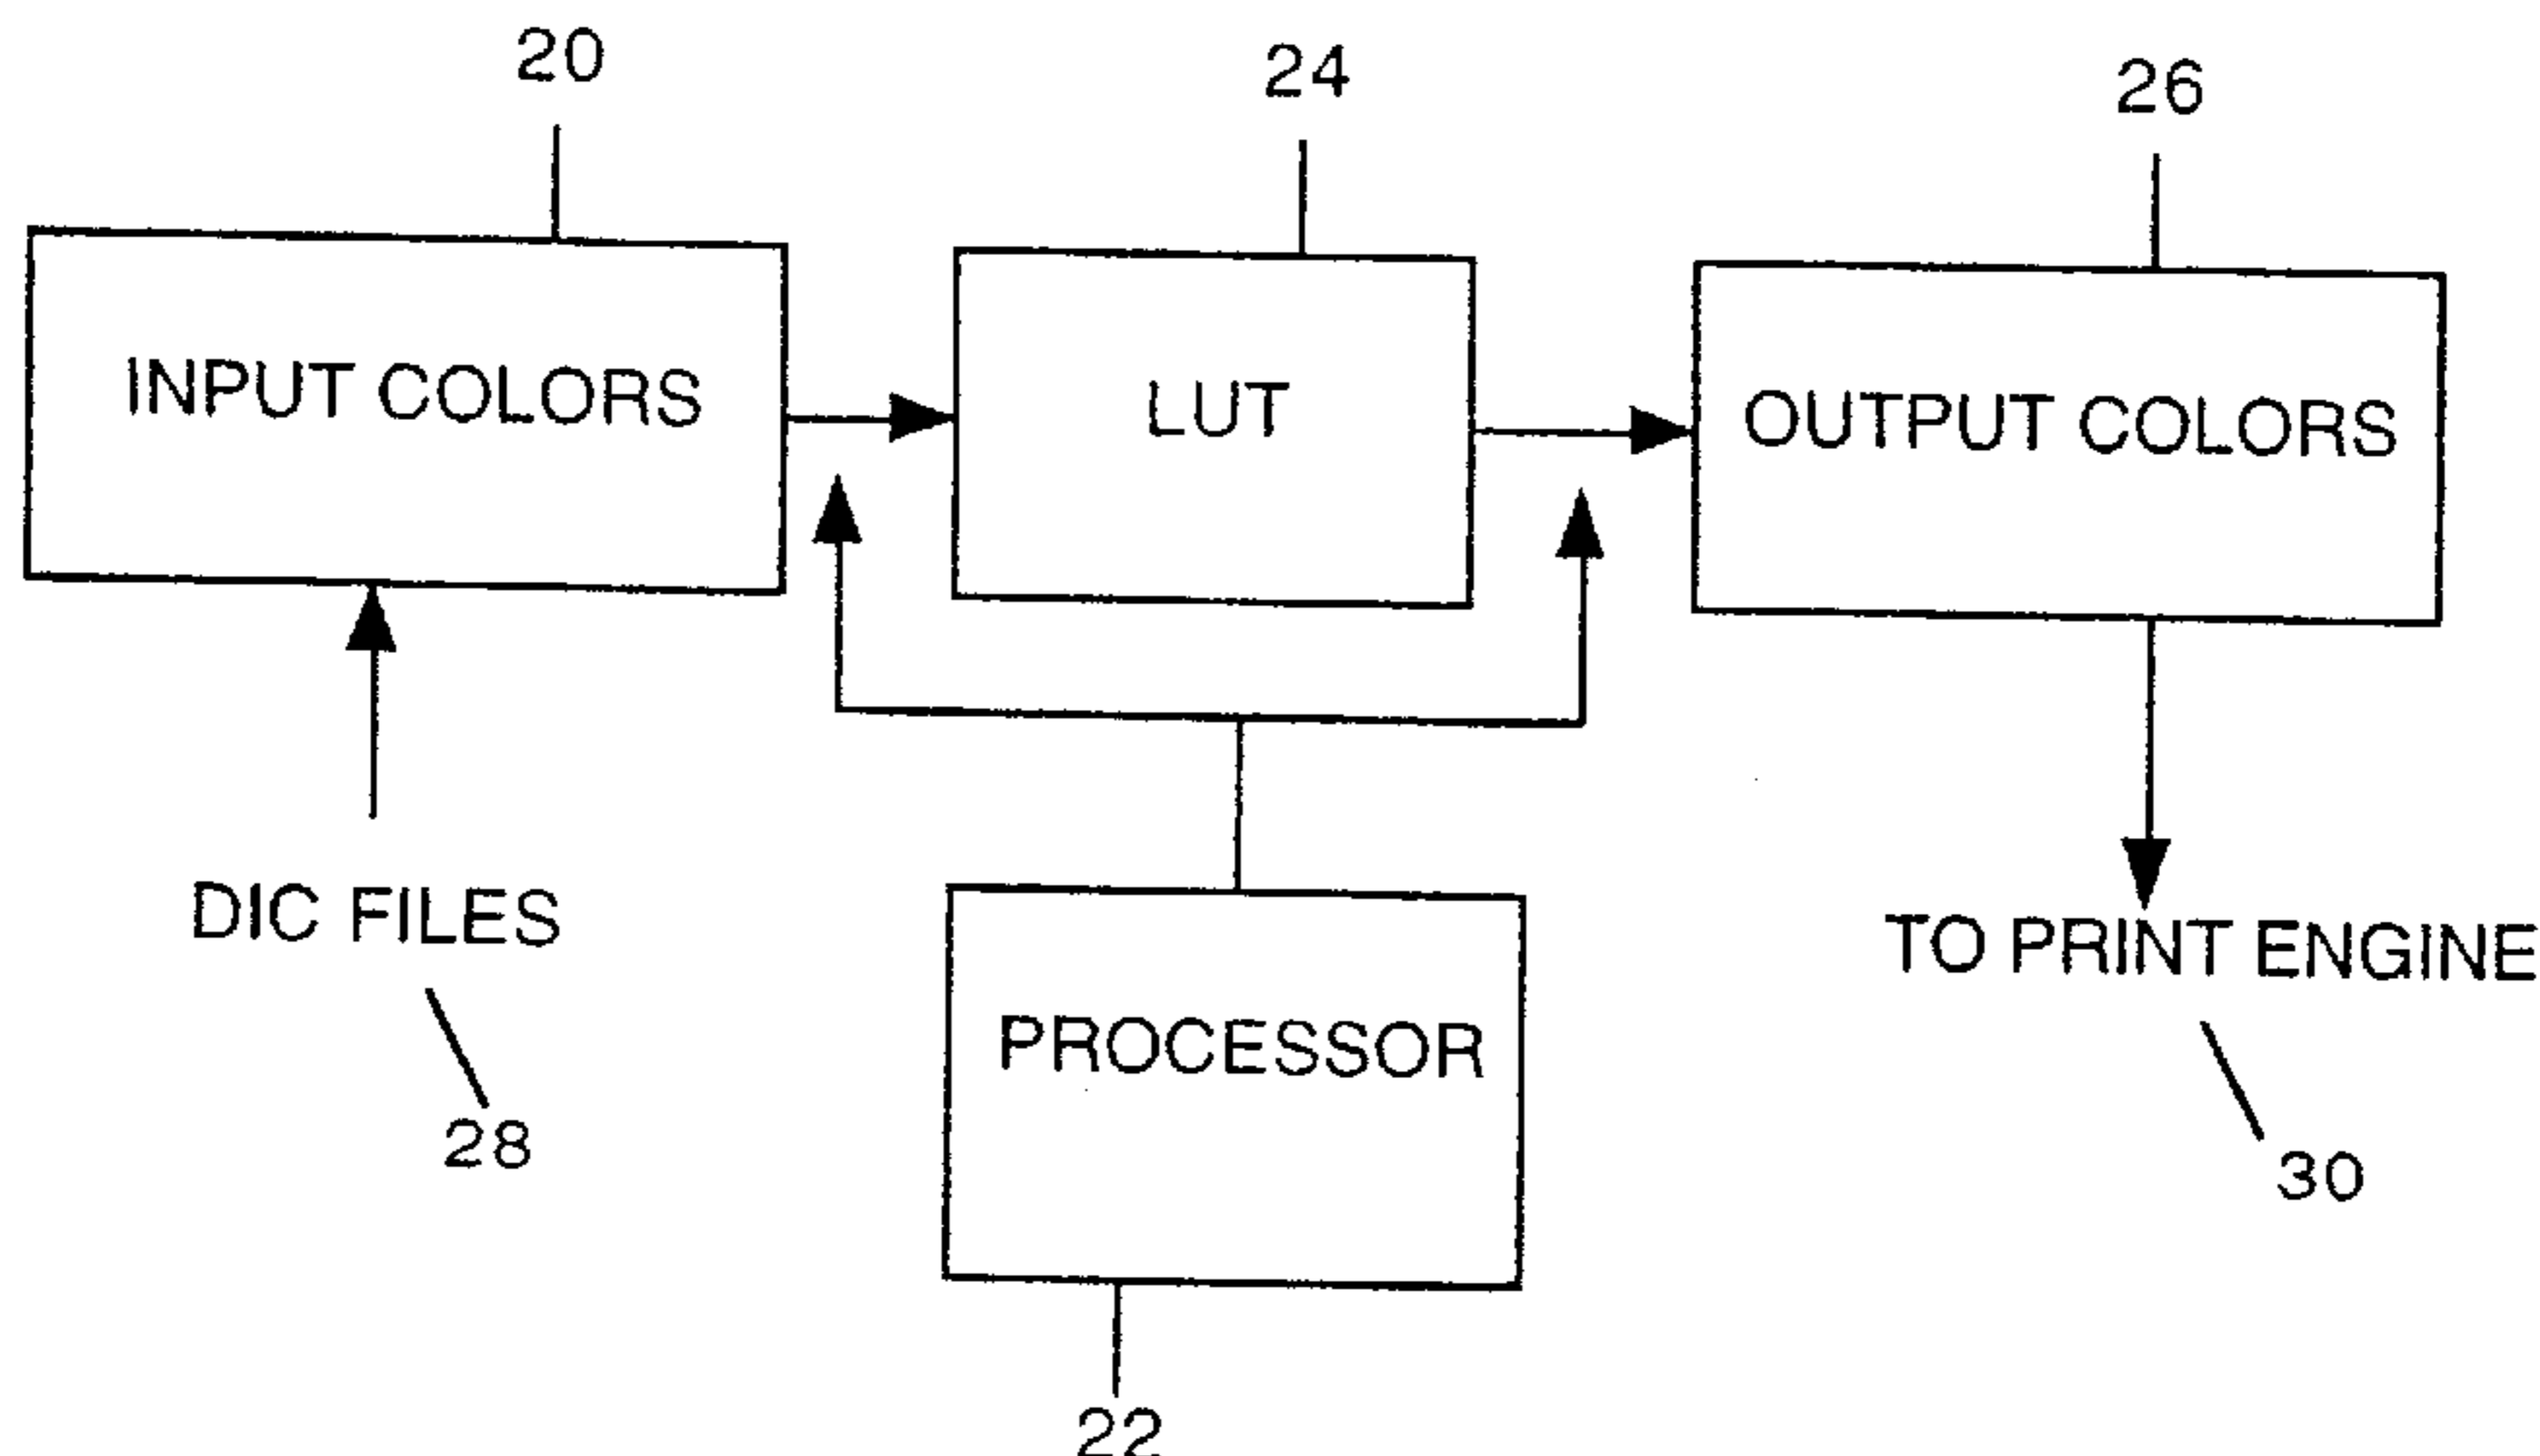 20
24
26
INPUT COLORS
LUT
OUTPUT COLORS
DIC FILES
TO PRINT ENGINE
PROCESSOR
28
30
22